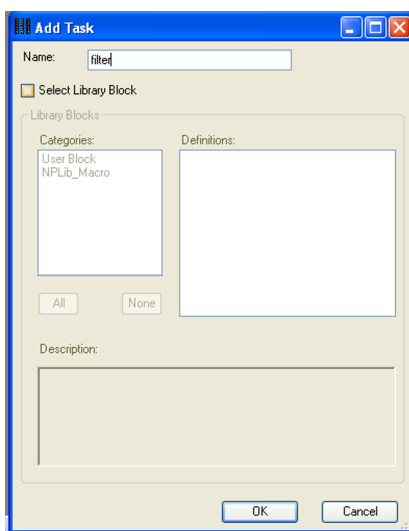 Add Task
Name: filter
Select Library Block
Library Blocks
Categories: Definitions:
User Block
NPLib_Macro
All None
Description:
OK Cancel